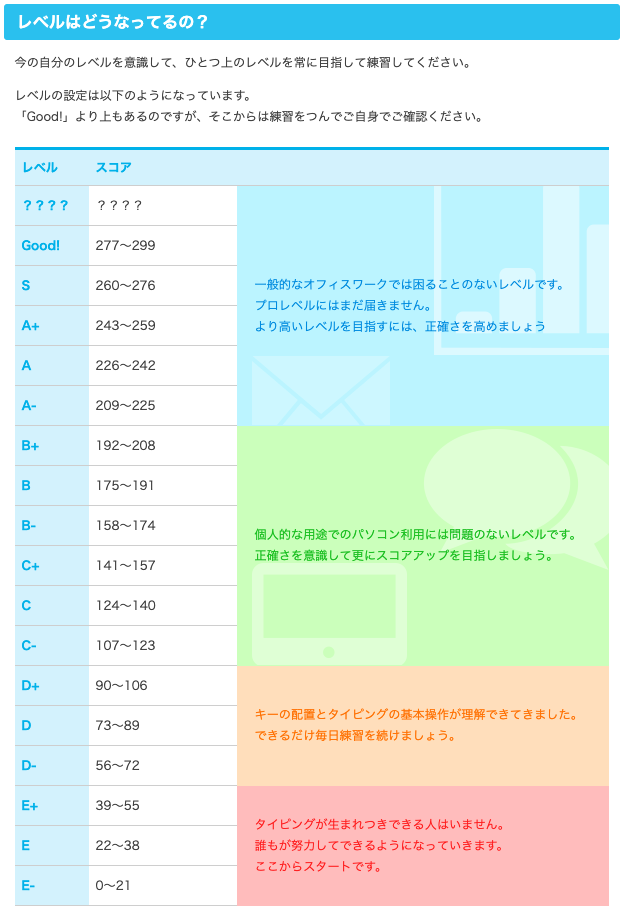 レベルはどうなってるの？
今の自分のレベルを意識して、ひとつ上のレベルを常に目指して練習してください。
レベルの設定は以下のようになっています。
「Good!」より上もあるのですが、そこからは練習をつんでご自身でご確認ください。
レベル スコア
？？？？ ？？？？
Good! 277〜299
S 260〜276
A+ 243〜259
A 226〜242
A- 209〜225
一般的なオフィスワークでは困ることのないレベルです。
プロレベルにはまだ届きません。
より高いレベルを目指すには、正確さを高めましょう
B+ 192〜208
B 175〜191
B- 158〜174
C+ 141〜157
C 124〜140
C- 107〜123
個人的な用途でのパソコン利用には問題のないレベルです。
正確さを意識して更にスコアアップを目指しましょう。
D+ 90〜106
D 73〜89
D- 56〜72
キーの配置とタイピングの基本操作が理解できてきました。
できるだけ毎日練習を続けましょう。
E+ 39〜55
E 22〜38
E- 0〜21
タイピングが生まれつきできる人はいません。
誰もが努力してできるようになっていきます。
ここからスタートです。